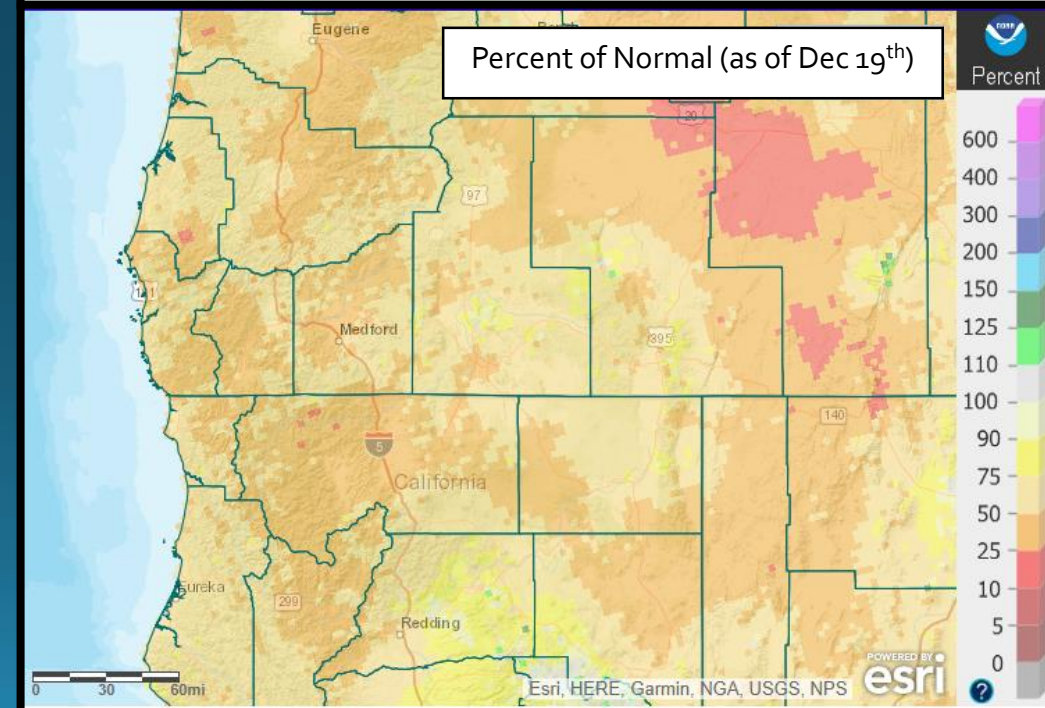 Percent of Normal (as of Dec 19th)
NOAA
Percent
600
400
300
200
150
125
110
100
90
75
50
25
10
5
0
?
Eugene
20
97
101
Medford
395
140
5
California
Eureka
299
Redding
0 30 60mi
Esri, HERE, Garmin, NGA, USGS, NPS
POWERED BY
esri